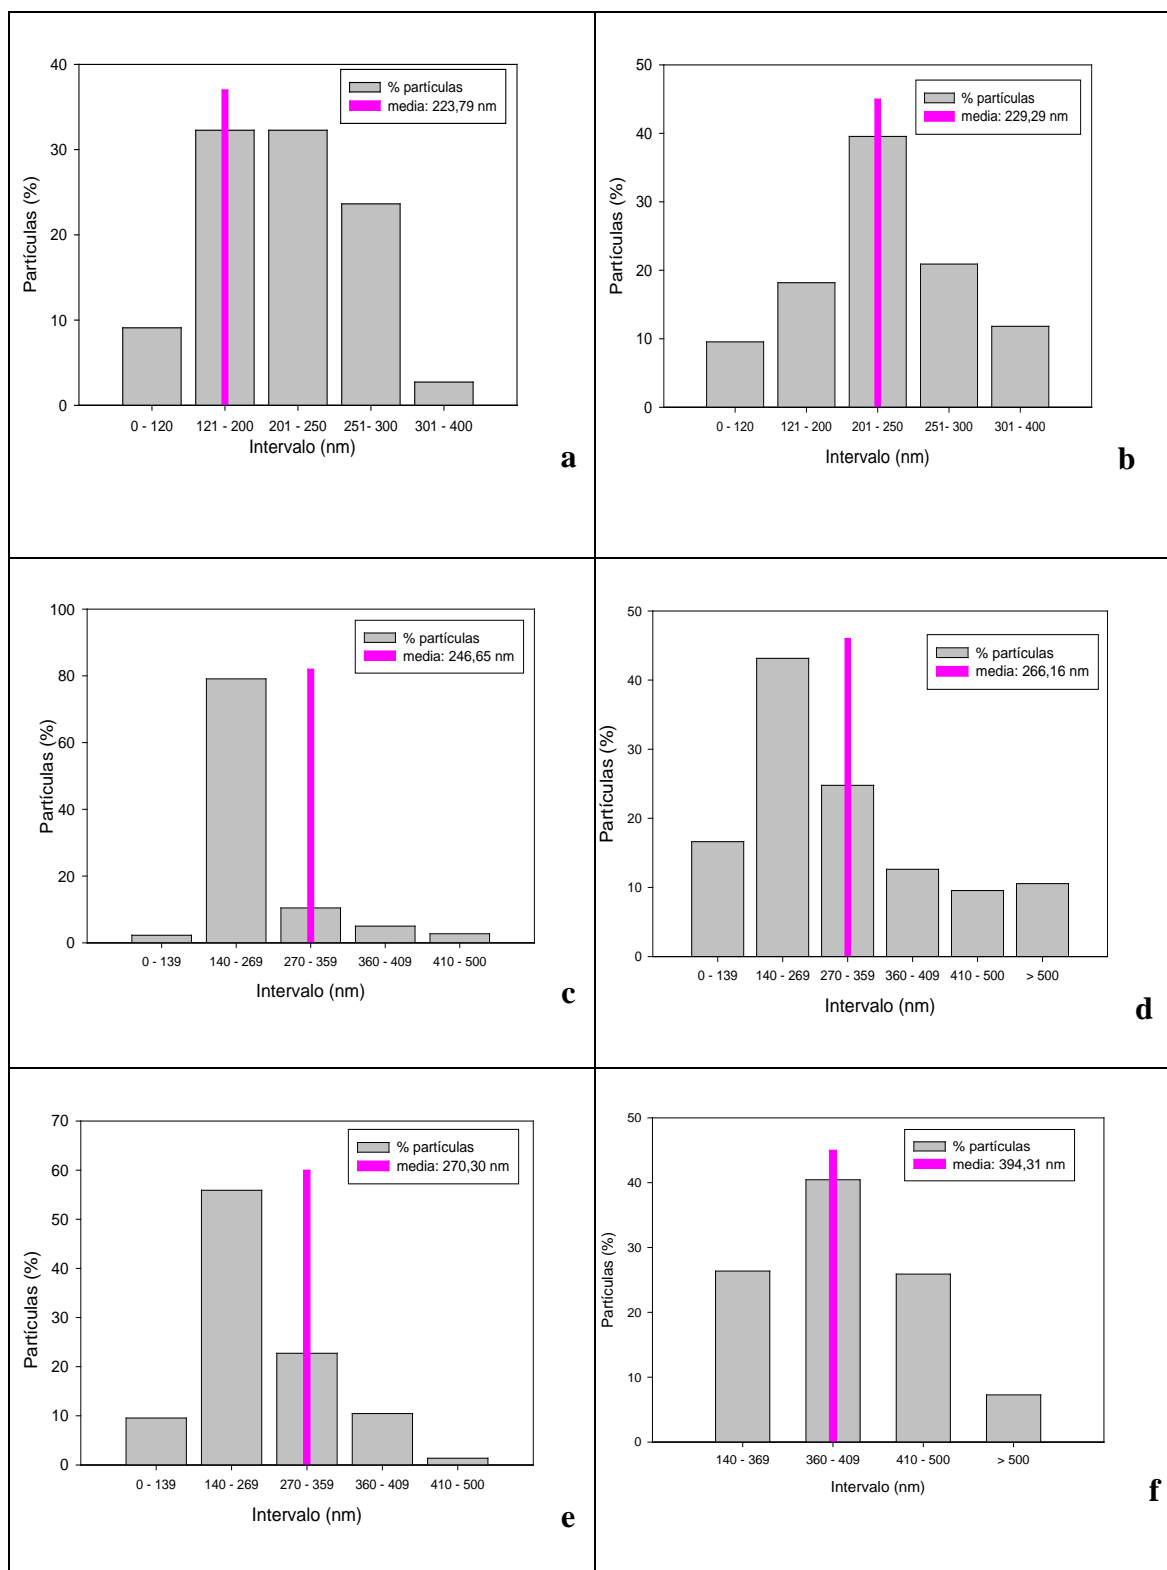 40
30
20
10
0
Partículas (%)
% partículas
media: 223,79 nm
0 - 120 121 - 200 201 - 250 251- 300 301 - 400
Intervalo (nm)
a
50
40
30
20
10
0
Partículas (%)
% partículas
media: 229,29 nm
0 - 120 121 - 200 201 - 250 251- 300 301 - 400
Intervalo (nm)
b
100
80
60
40
20
0
Partículas (%)
% partículas
media: 246,65 nm
0 - 139 140 - 269 270 - 359 360 - 409 410 - 500
Intervalo (nm)
c
50
40
30
20
10
0
Partículas (%)
% partículas
media: 266,16 nm
0 - 139 140 - 269 270 - 359 360 - 409 410 - 500 > 500
Intervalo (nm)
d
70
60
50
40
30
20
10
0
Partículas (%)
% partículas
media: 270,30 nm
0 - 139 140 - 269 270 - 359 360 - 409 410 - 500
Intervalo (nm)
e
50
40
30
20
10
0
Partículas (%)
% partículas
media: 394,31 nm
140 - 369 360 - 409 410 - 500 > 500
Intervalo (nm)
f